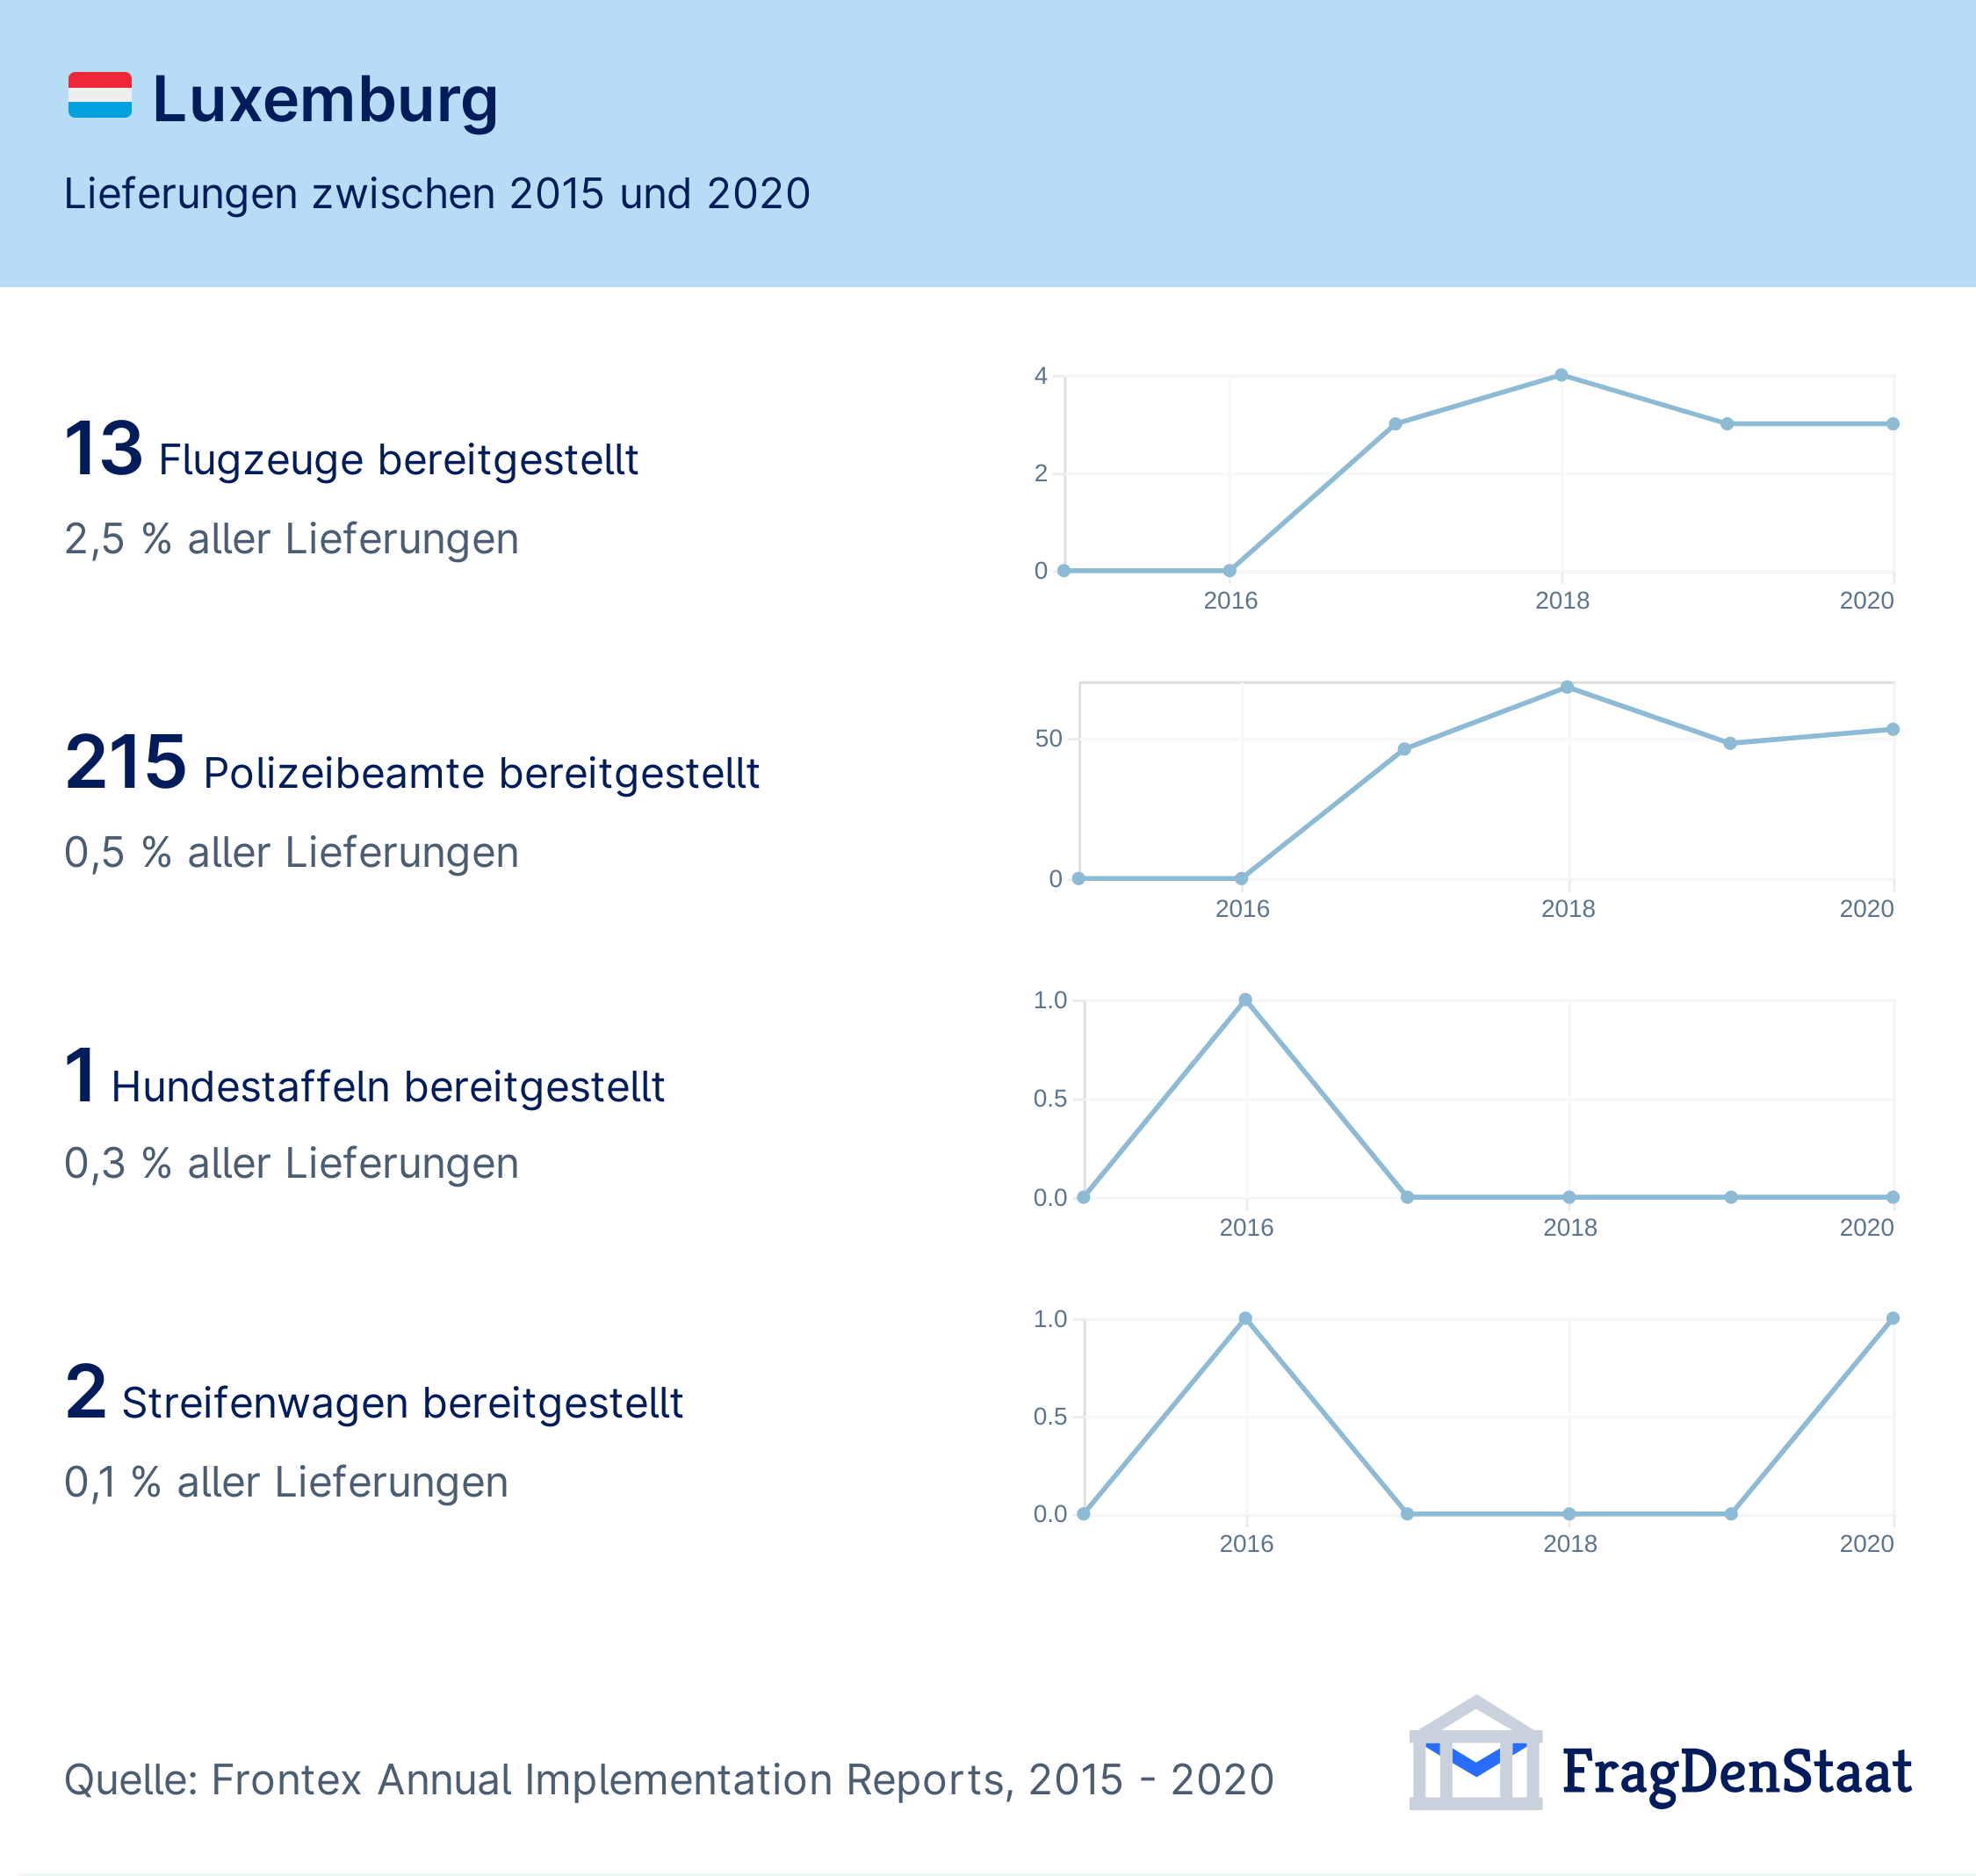 Luxemburg
Lieferungen zwischen 2015 und 2020
13 Flugzeuge bereitgestellt
2,5 % aller Lieferungen
4
2
0
2016 2018 2020
215 Polizeibeamte bereitgestellt
0,5 % aller Lieferungen
50
0
2016 2018 2020
1 Hundestaffeln bereitgestellt
0,3 % aller Lieferungen
1.0
0.5
0.0
2016 2018 2020
2 Streifenwagen bereitgestellt
0,1 % aller Lieferungen
1.0
0.5
0.0
2016 2018 2020
Quelle: Frontex Annual Implementation Reports, 2015 - 2020
FragDenStaat